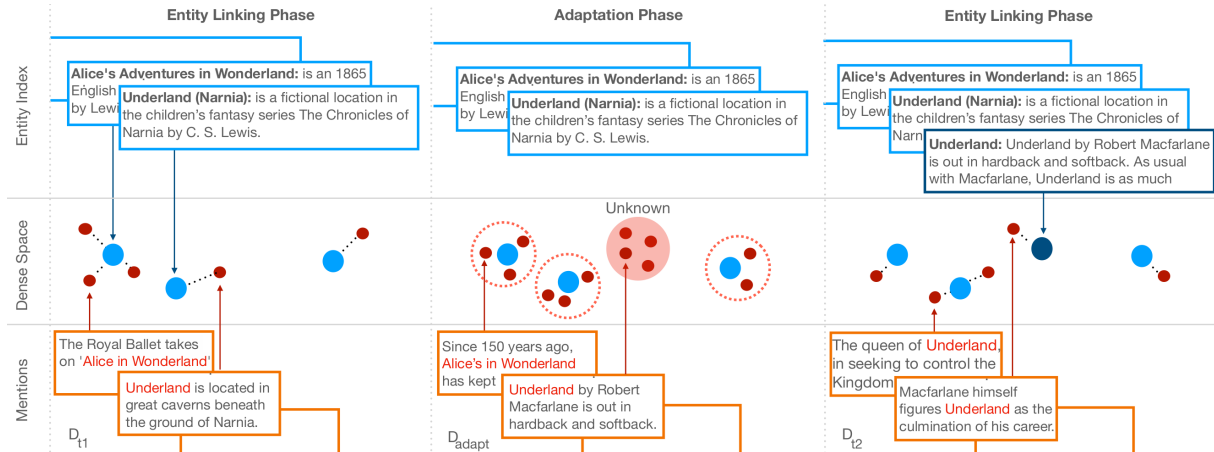 Entity Linking Phase
Adaptation Phase
Entity Linking Phase
Entity Index
Alice's Adventures in Wonderland: is an 1865
English
by Lewi
Underland (Narnia): is a fictional location in
the children's fantasy series The Chronicles of
Narnia by C. S. Lewis.
Alice's Adventures in Wonderland: is an 1865
English
by Lewi
Underland (Narnia): is a fictional location in
the children's fantasy series The Chronicles of
Narnia by C. S. Lewis.
Alice's Adventures in Wonderland: is an 1865
English
by Lewi
Underland (Narnia): is a fictional location in
the children's fantasy series The Chronicles of
Narn
Underland: Underland by Robert Macfarlane
is out in hardback and softback. As usual
with Macfarlane, Underland is as much
Dense Space
Unknown
Mentions
The Royal Ballet takes
on 'Alice in Wonderland'
Underland is located in
great caverns beneath
the ground of Narnia.
Dt1
Since 150 years ago,
Alice's in Wonderland
has kept
Underland by Robert
Macfarlane is out in
hardback and softback.
Dadapt
The queen of Underland,
in seeking to control the
Kingdom
Macfarlane himself
figures Underland as the
culmination of his career.
Dt2